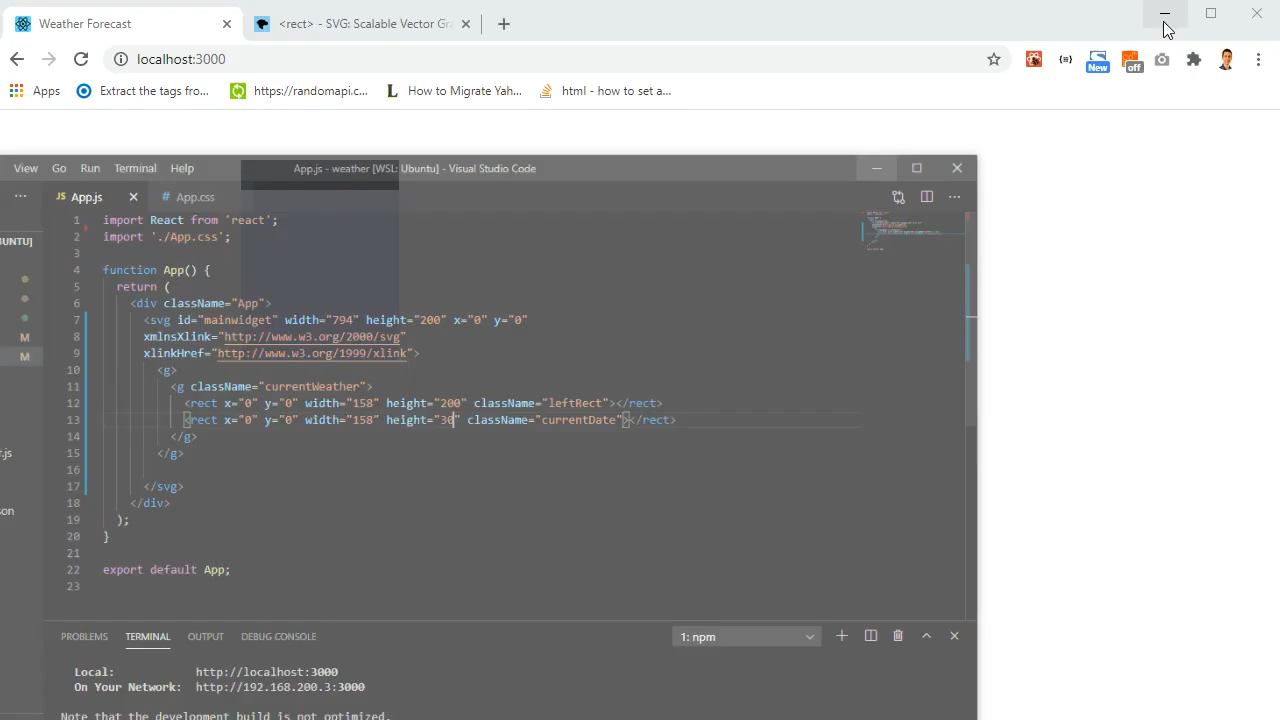 Weather Forecast
<rect> - SVG: Scalable Vector Gra
localhost:3000
New
off
Apps
Extract the tags fro...
https://randomapi.c...
How to Migrate Yah...
html - how to set a...
View Go Run Terminal Help
App.js - weather [WSL: Ubuntu] - Visual Studio Code
JS App.js
# App.css
BUNTU]
M
M
r.js
son
1 import React from 'react';
2 import './App.css';
3
4 function App() {
5 return (
6 <div className="App">
7 <svg id="mainwidget" width="794" height="200" x="0" y="0"
8 xmlnsXlink="http://www.w3.org/2000/svg"
9 xlinkHref="http://www.w3.org/1999/xlink">
10 <g>
11 <g className="currentWeather">
12 <rect x="0" y="0" width="158" height="200" className="leftRect"></rect>
13 <rect x="0" y="0" width="158" height="30" className="currentDate"></rect>
14 </g>
15 </g>
16
17 </svg>
18 </div>
19 );
20 }
21
22 export default App;
23
PROBLEMS TERMINAL OUTPUT DEBUG CONSOLE
1: npm
Local: http://localhost:3000
On Your Network: http://192.168.200.3:3000
Note that the development build is not optimized.